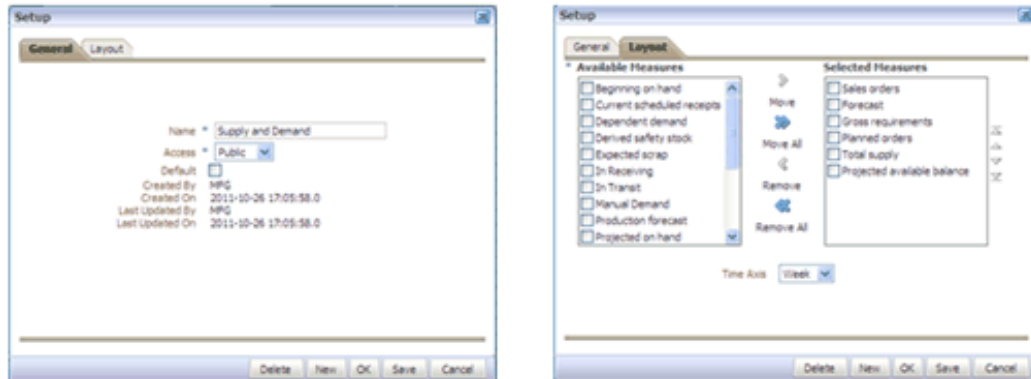 Setup
General Layout
Name * Supply and Demand
Access * Public
Default
Created By MFG
Created On 2011-10-26 17:05:58.0
Last Updated By MFG
Last Updated On 2011-10-26 17:05:58.0
Delete New OK Save Cancel
Setup
General Layout
* Available Measures
Beginning on hand
Current scheduled receipts
Dependent demand
Derived safety stock
Expected scrap
In Receiving
In Transit
Manual Demand
Production forecast
Projected on hand
Move
Move All
Remove
Remove All
Selected Measures
Sales orders
Forecast
Gross requirements
Planned orders
Total supply
Projected available balance
Time Axis Week
Delete New OK Save Cancel